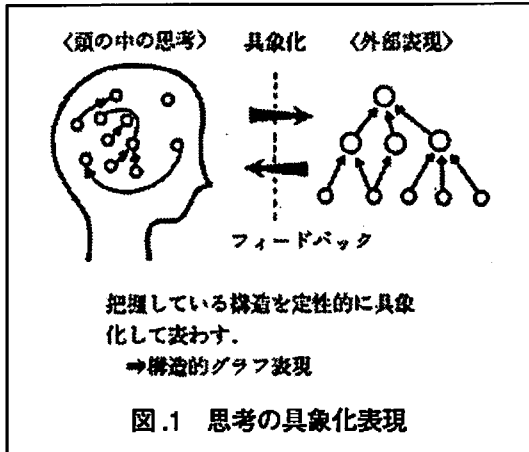 〈頭の中の思考〉 具象化 〈外部表現〉
フィードバック
把握している構造を定性的に具象
化して表わす.
⇒構造的グラフ表現
図.1 思考の具象化表現